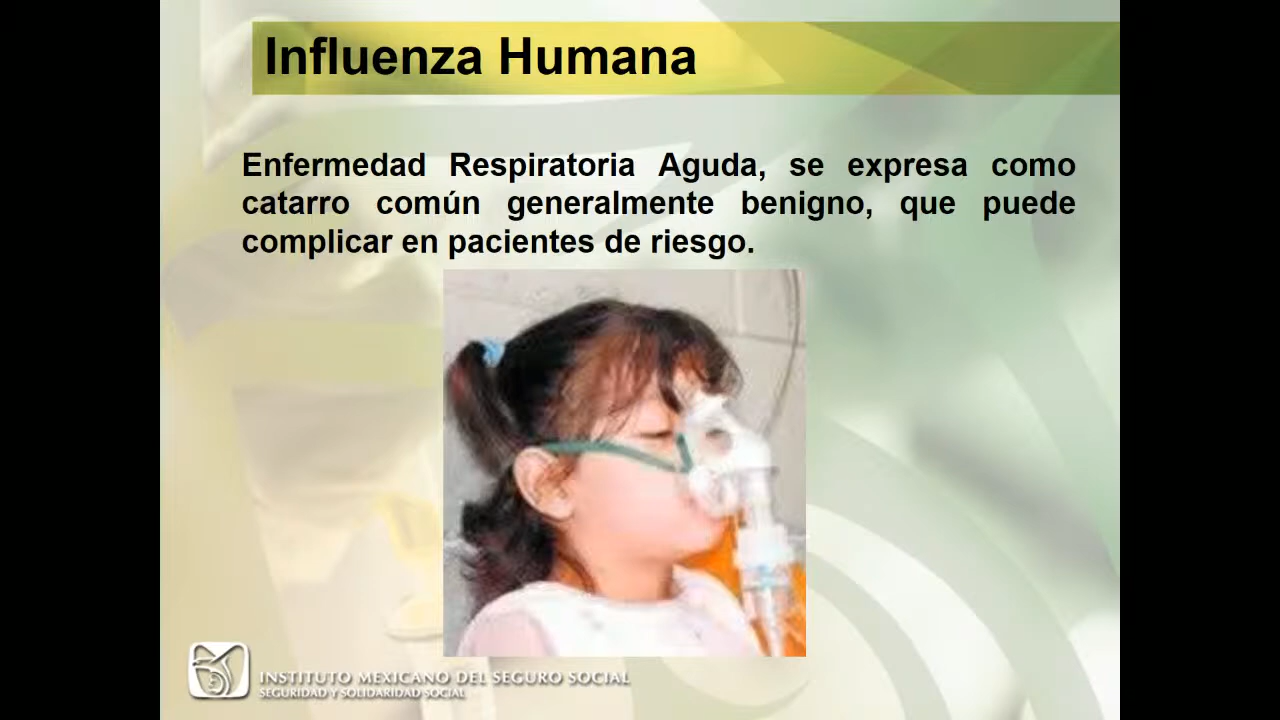 Influenza Humana
Enfermedad Respiratoria Aguda, se expresa como
catarro común generalmente benigno, que puede
complicar en pacientes de riesgo.
INSTITUTO MEXICANO DEL SEGURO SOCIAL
SEGURIDAD Y SOLIDARIDAD SOCIAL